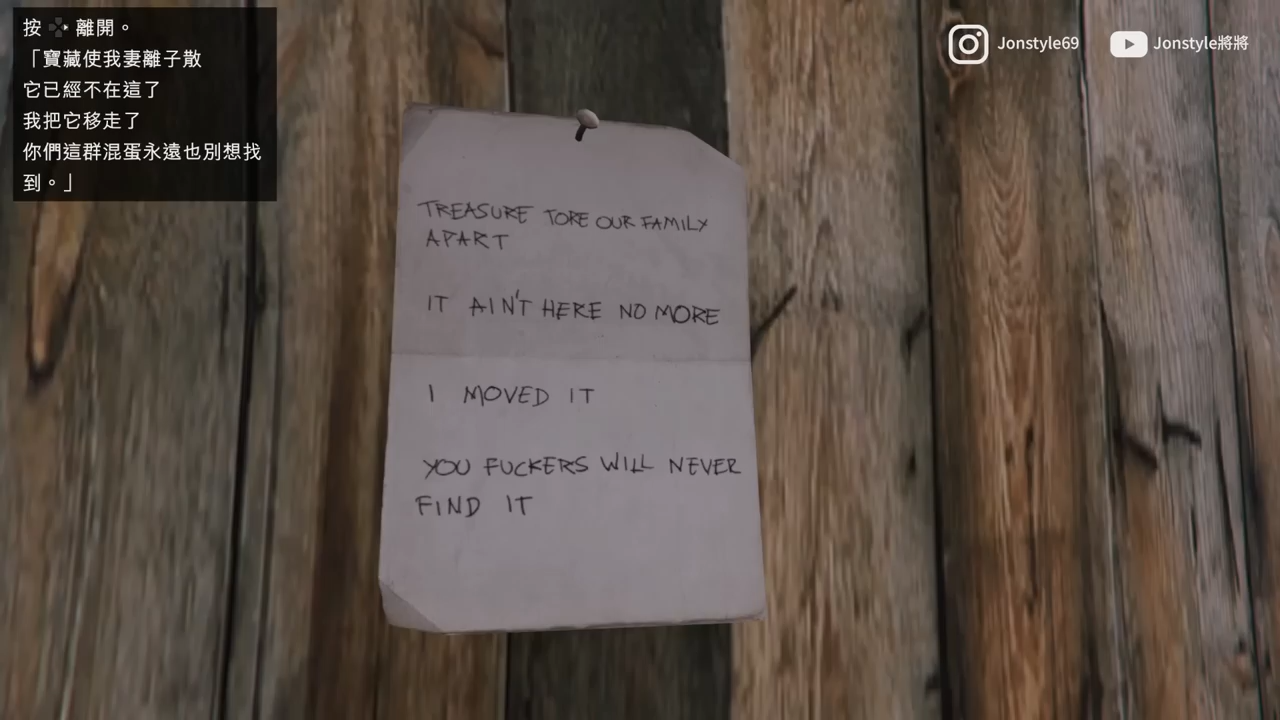 按 離開。
「寶藏使我妻離子散
它已經不在這了
我把它移走了
你們這群混蛋永遠也別想找
到。」
Jonstyle69
Jonstyle將將
TREASURE TORE OUR FAMILY
APART
IT AIN'T HERE NO MORE
I MOVED IT
YOU FUCKERS WILL NEVER
FIND IT